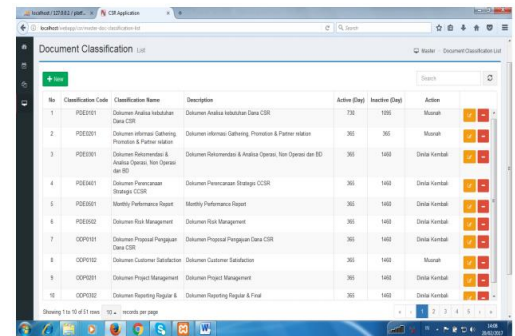 localhost / 127.0.0.1 / platf...
CSR Application
Search
Document Classification List
Master
Document Classification List
+ New
Search
No Classification Code Classification Name Description Active (Day) Inactive (Day) Action
1 PDE0101 Dokumen Analisa kebutuhan Dana CSR Dokumen Analisa kebutuhan Dana CSR 730 1095 Musnah
2 PDE0201 Dokumen informasi Gathering, Promotion & Partner relation Dokumen informasi Gathering, Promotion & Partner relation 365 365 Musnah
3 PDE0301 Dokumen Rekomendasi & Analisa Operasi, Non Operasi dan BD Dokumen Rekomendasi & Analisa Operasi, Non Operasi dan BD 365 1460 Dinilai Kembali
4 PDE0401 Dokumen Perencanaan Strategis CCSR Dokumen Perencanaan Strategis CCSR 365 1460 Dinilai Kembali
5 PDE0501 Monthly Performance Report Monthly Performance Report 365 1460 Dinilai Kembali
6 PDE0502 Dokumen Risk Management Dokumen Risk Management 365 1460 Dinilai Kembali
7 ODP0101 Dokumen Proposal Pengajuan Dana CSR Dokumen Proposal Pengajuan Dana CSR 365 1460 Dinilai Kembali
8 ODP0102 Dokumen Customer Satisfaction Dokumen Customer Satisfaction 365 1460 Musnah
9 ODP0201 Dokumen Project Management Dokumen Project Management 365 1460 Dinilai Kembali
10 ODP0202 Dokumen Reporting Regular & Dokumen Reporting Regular & Final 365 1460 Dinilai Kembali
Showing 1 to 10 of 51 rows 10 records per page
« ‹ 1 2 3 4 5 › »
14:08
20/02/2017